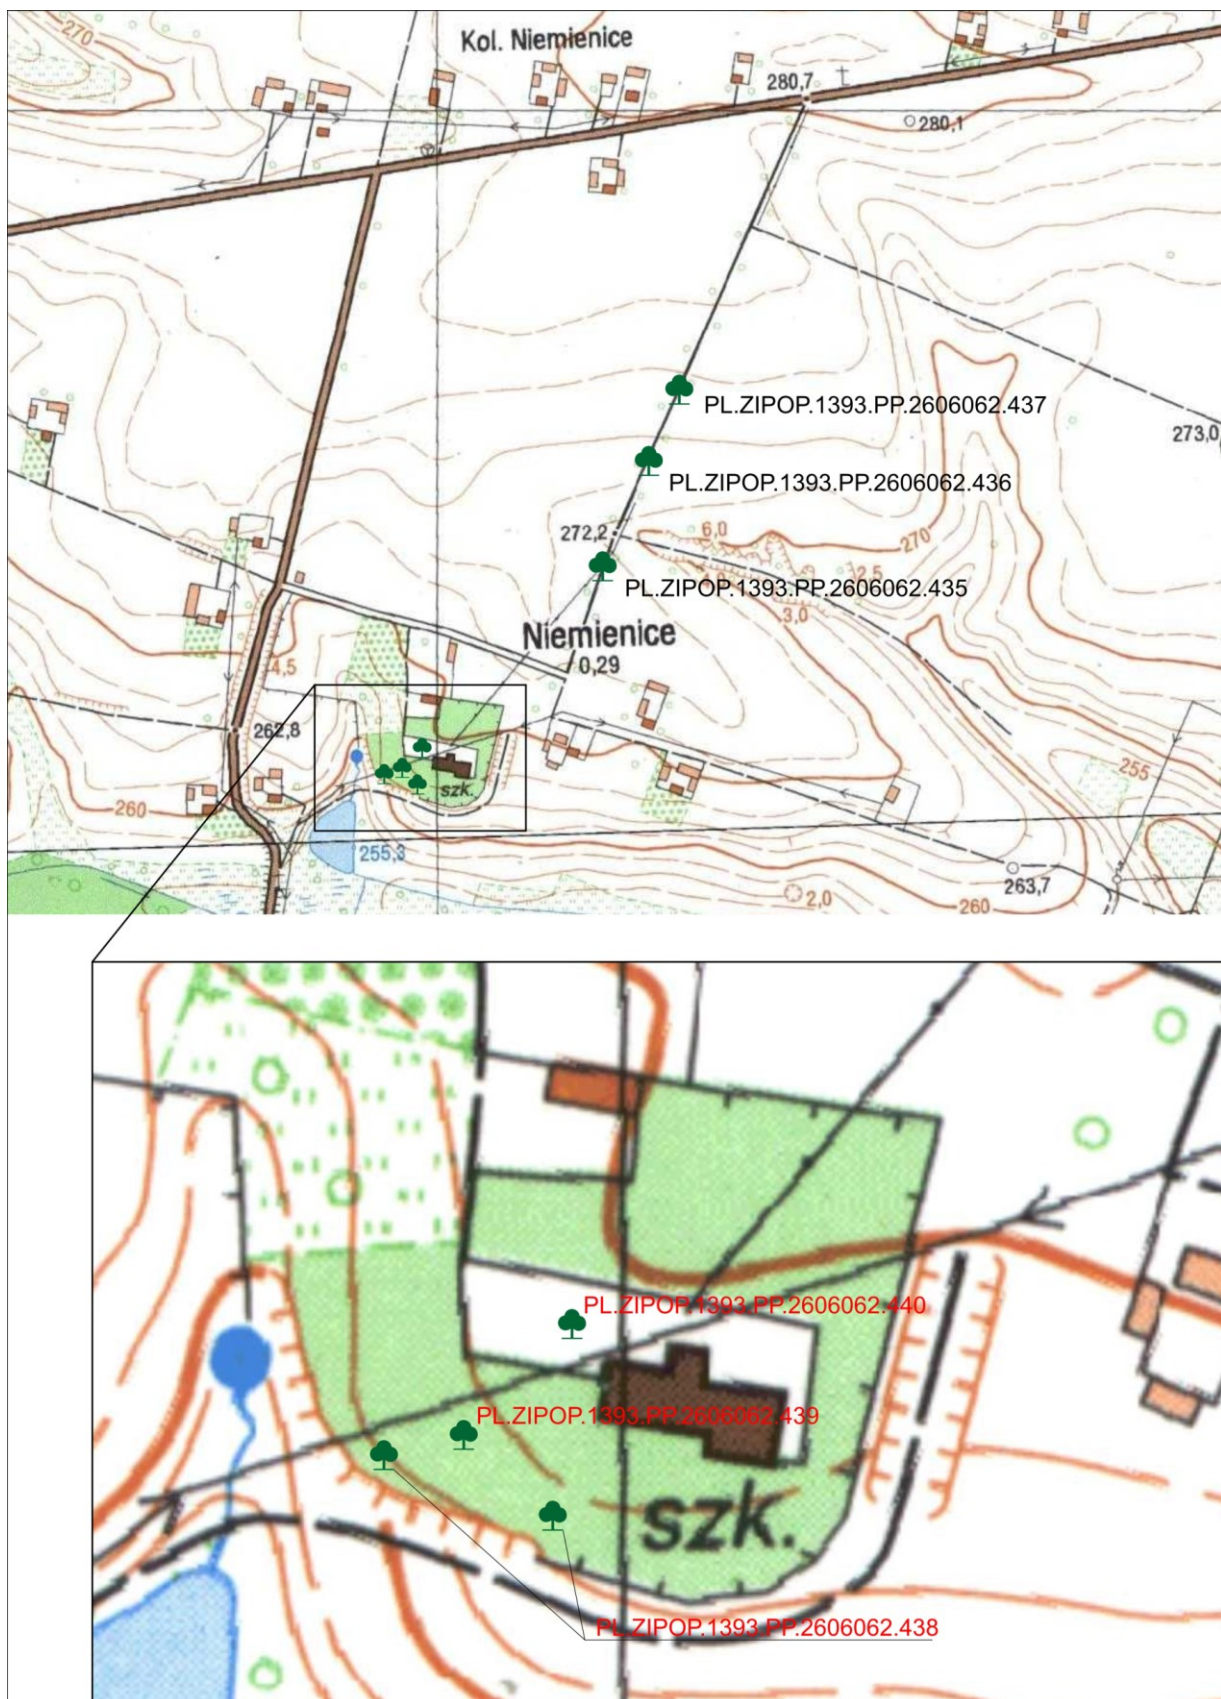 270
Kol. Niemienice
280,7
280,1
PL.ZIPOP.1393.PP.2606062.437
273,0
PL.ZIPOP.1393.PP.2606062.436
272,2
6,0
270
2,5
PL.ZIPOP.1393.PP.2606062.435
3,0
Niemienice
0,29
4,5
262,8
255
szk.
260
255,3
263,7
2,0
260
PL.ZIPOP.1393.PP.2606062.440
PL.ZIPOP.1393.PP.2606062.439
szk.
PL.ZIPOP.1393.PP.2606062.438